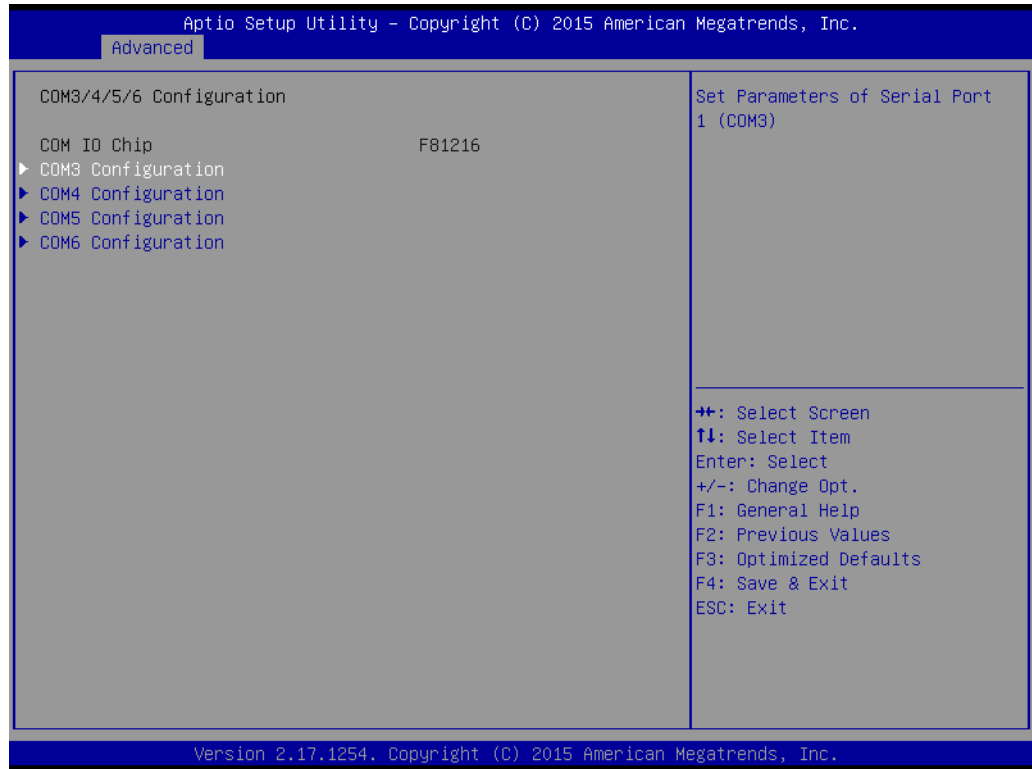 Aptio Setup Utility – Copyright (C) 2015 American Megatrends, Inc.
Advanced
COM3/4/5/6 Configuration
COM IO Chip F81216
► COM3 Configuration
► COM4 Configuration
► COM5 Configuration
► COM6 Configuration
Set Parameters of Serial Port
1 (COM3)
→←: Select Screen
↑↓: Select Item
Enter: Select
+/-: Change Opt.
F1: General Help
F2: Previous Values
F3: Optimized Defaults
F4: Save & Exit
ESC: Exit
Version 2.17.1254. Copyright (C) 2015 American Megatrends, Inc.